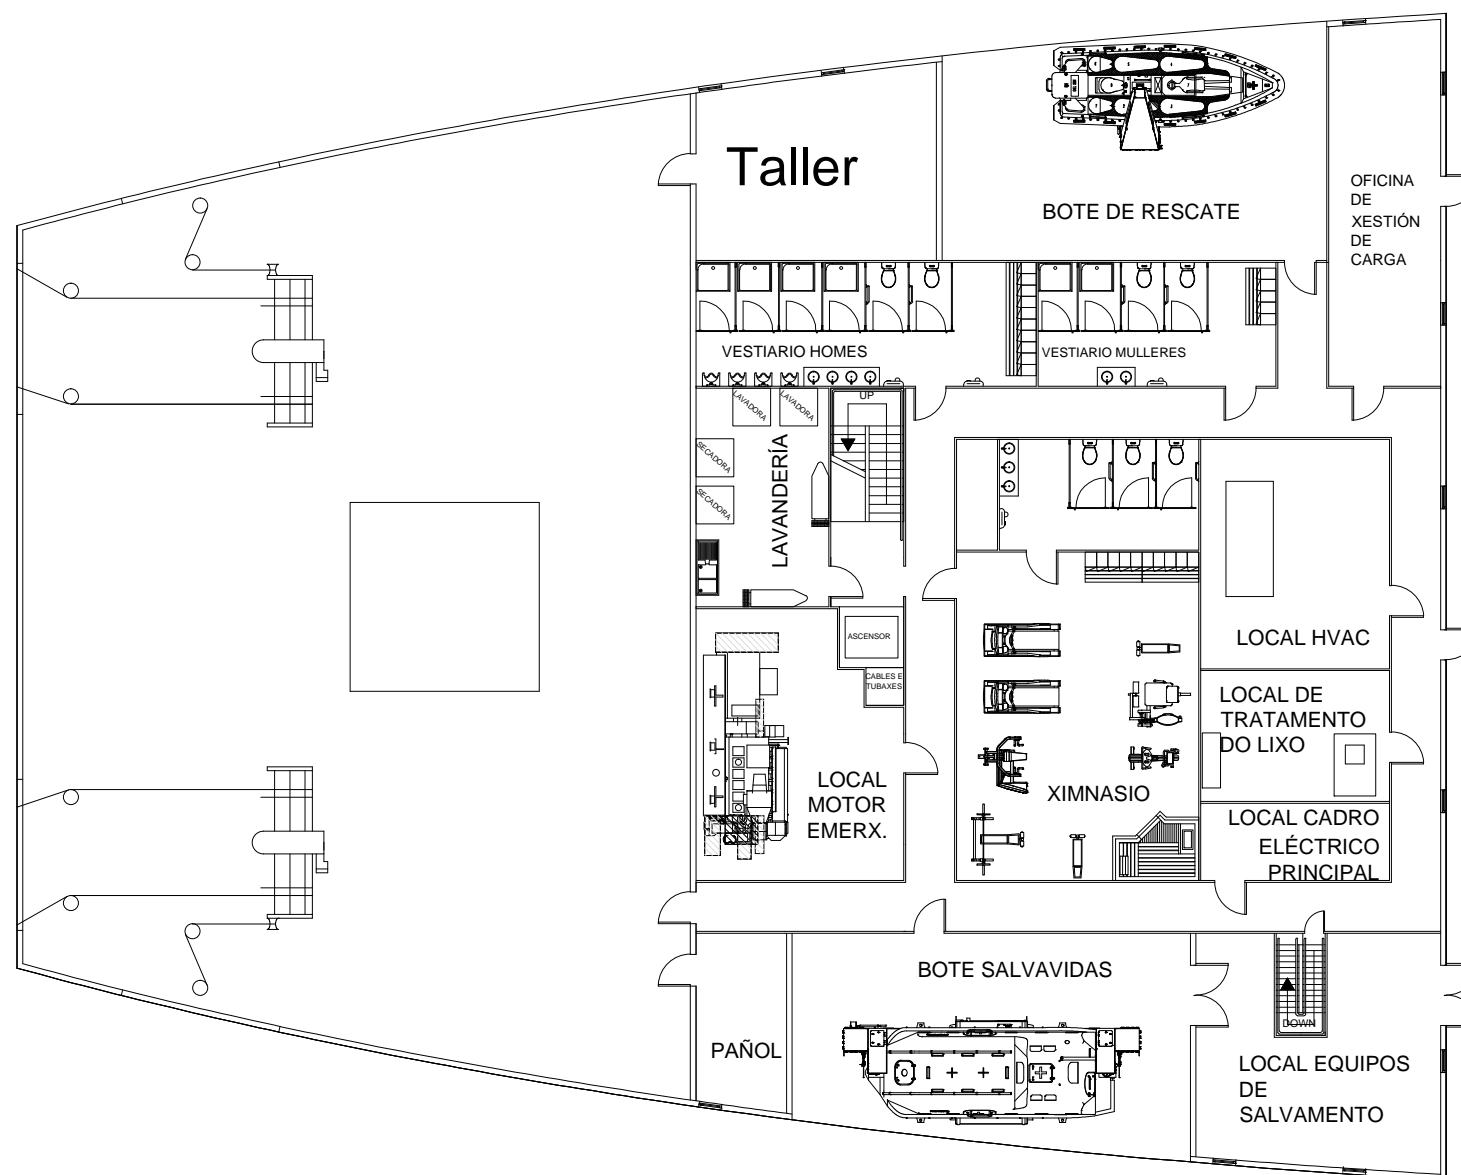 Taller
BOTE DE RESCATE
OFICINA
DE
XESTIÓN
DE
CARGA
VESTIARIO HOMES
VESTIARIO MULLERES
LAVADORA
LAVADORA
UP
SECADORA
SECADORA
LAVANDERÍA
ASCENSOR
CABLES E
TUBAXES
LOCAL HVAC
LOCAL DE
TRATAMENTO
DO LIXO
LOCAL
MOTOR
EMERX.
XIMNASIO
LOCAL CADRO
ELÉCTRICO
PRINCIPAL
BOTE SALVAVIDAS
PAÑOL
DOWN
LOCAL EQUIPOS
DE
SALVAMENTO